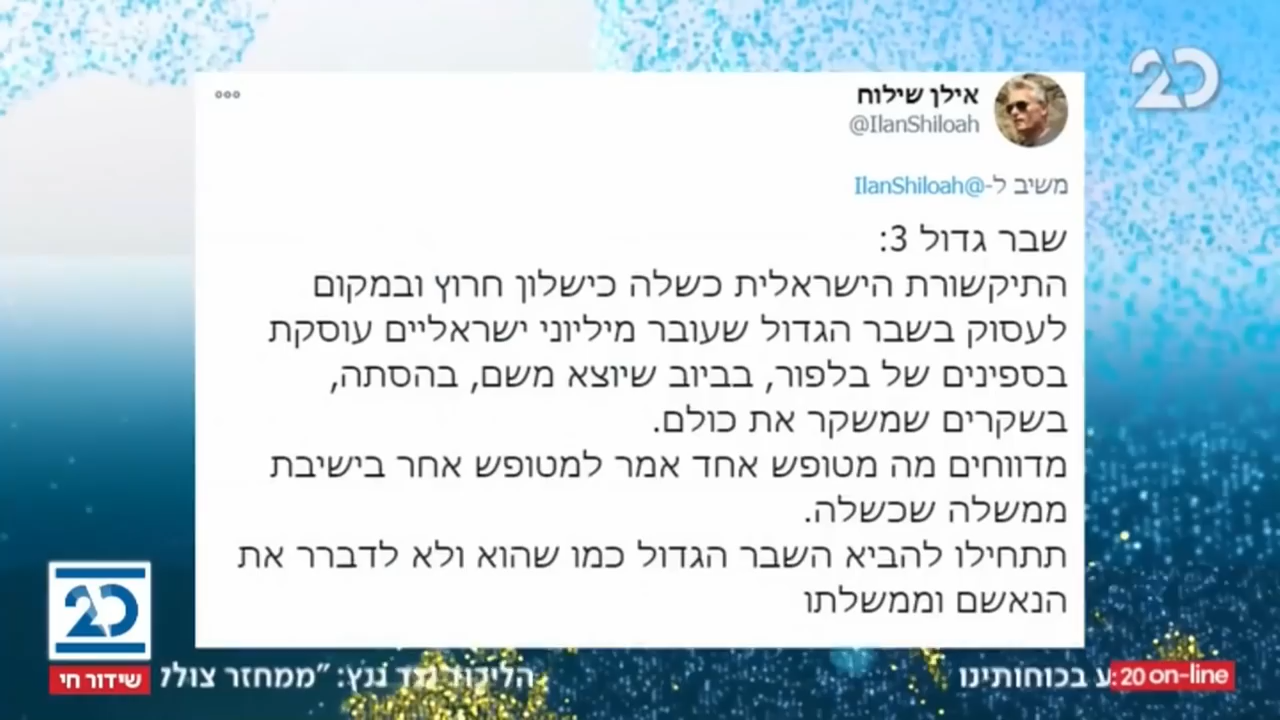 20
אילן שילוח
@IlanShiloah
משיב ל-@IlanShiloah
שבר גדול 3:
התיקשורת הישראלית כשלה כישלון חרוץ ובמקום
לעסוק בשבר הגדול שעובר מיליוני ישראליים עוסקת
בספינים של בלפור, בביוב שיוצא משם, בהסתה,
בשקרים שמשקר את כולם.
מדווחים מה מטופש אחד אמר למטופש אחר בישיבת
ממשלה שכשלה.
תתחילו להביא השבר הגדול כמו שהוא ולא לדברר את
הנאשם וממשלתו
20
שידור חי
20 on-line
ע בכוחותינו
הליכוד נגד גנץ: "ממחזר צולל